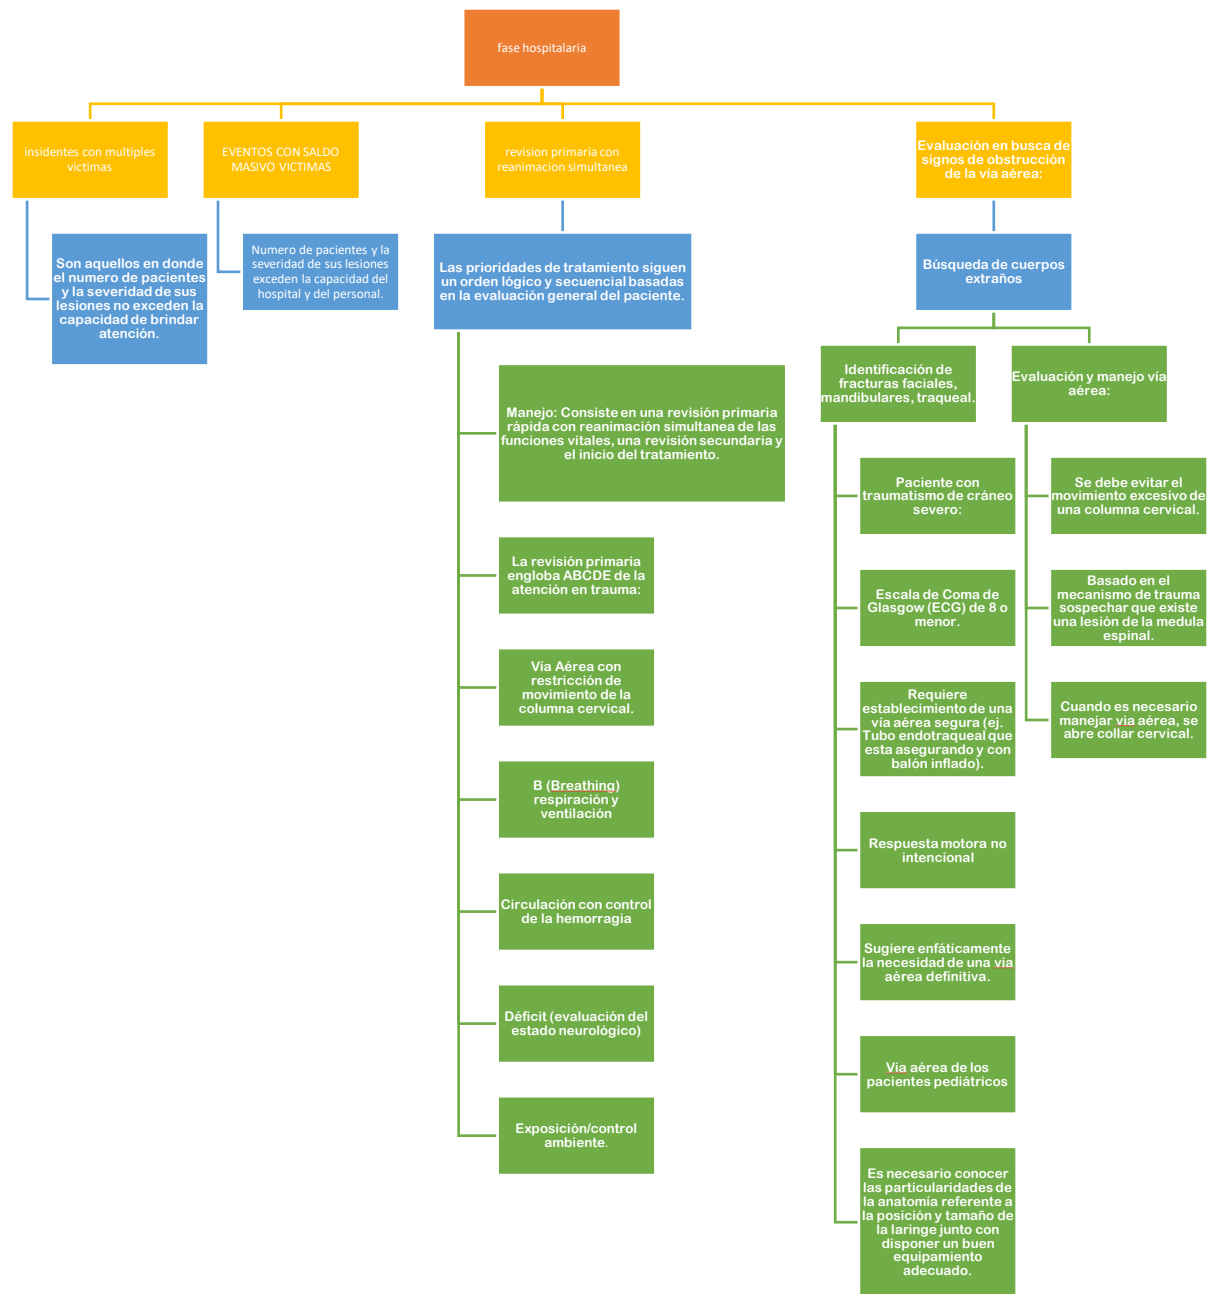 fase hospitalaria
insidentes con multiples
victimas
EVENTOS CON SALDO
MASIVO VICTIMAS
revision primaria con
reanimacion simultanea
Evaluación en busca de
signos de obstrucción
de la vía aérea:
Son aquellos en donde
el numero de pacientes
y la severidad de sus
lesiones no exceden la
capacidad de brindar
atención.
Numero de pacientes y la
severidad de sus lesiones
exceden la capacidad del
hospital y del personal.
Las prioridades de tratamiento siguen
un orden lógico y secuencial basadas
en la evaluación general del paciente.
Búsqueda de cuerpos
extraños
Manejo: Consiste en una revisión primaria
rápida con reanimación simultanea de las
funciones vitales, una revisión secundaria y
el inicio del tratamiento.
La revisión primaria
engloba ABCDE de la
atención en trauma:
Vía Aérea con
restricción de
movimiento de la
columna cervical.
B (Breathing)
respiración y
ventilación
Circulación con control
de la hemorragia
Déficit (evaluación del
estado neurológico)
Exposición/control
ambiente.
Identificación de
fracturas faciales,
mandibulares, traqueal.
Paciente con
traumatismo de cráneo
severo:
Escala de Coma de
Glasgow (ECG) de 8 o
menor.
Requiere
establecimiento de una
vía aérea segura (ej.
Tubo endotraqueal que
esta asegurando y con
balón inflado).
Respuesta motora no
intencional
Sugiere enfáticamente
la necesidad de una via
aérea definitiva.
Via aérea de los
pacientes pediátricos
Es necesario conocer
las particularidades de
la anatomía referente a
la posición y tamaño de
la laringe junto con
disponer un buen
equipamiento
adecuado.
Evaluación y manejo vía
aérea:
Se debe evitar el
movimiento excesivo de
una columna cervical.
Basado en el
mecanismo de trauma
sospechar que existe
una lesión de la medula
espinal.
Cuando es necesario
manejar vía aérea, se
abre collar cervical.